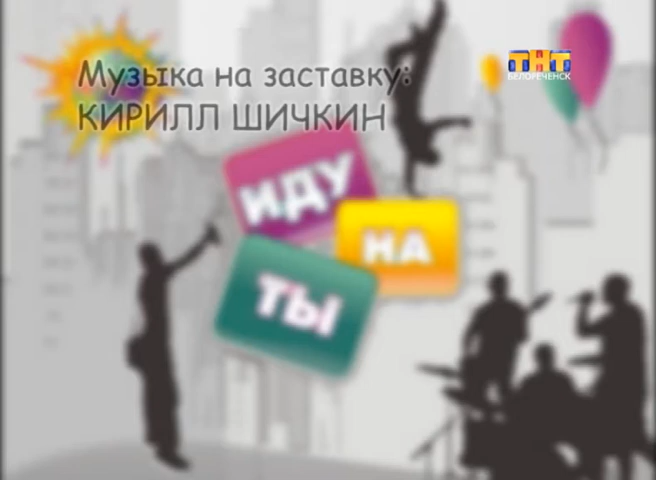 Музыка на заставку:
КИРИЛЛ ШИЧКИН
ТНТ
БЕЛОРЕЧЕНСК
ИДУ
НА
ТЫ